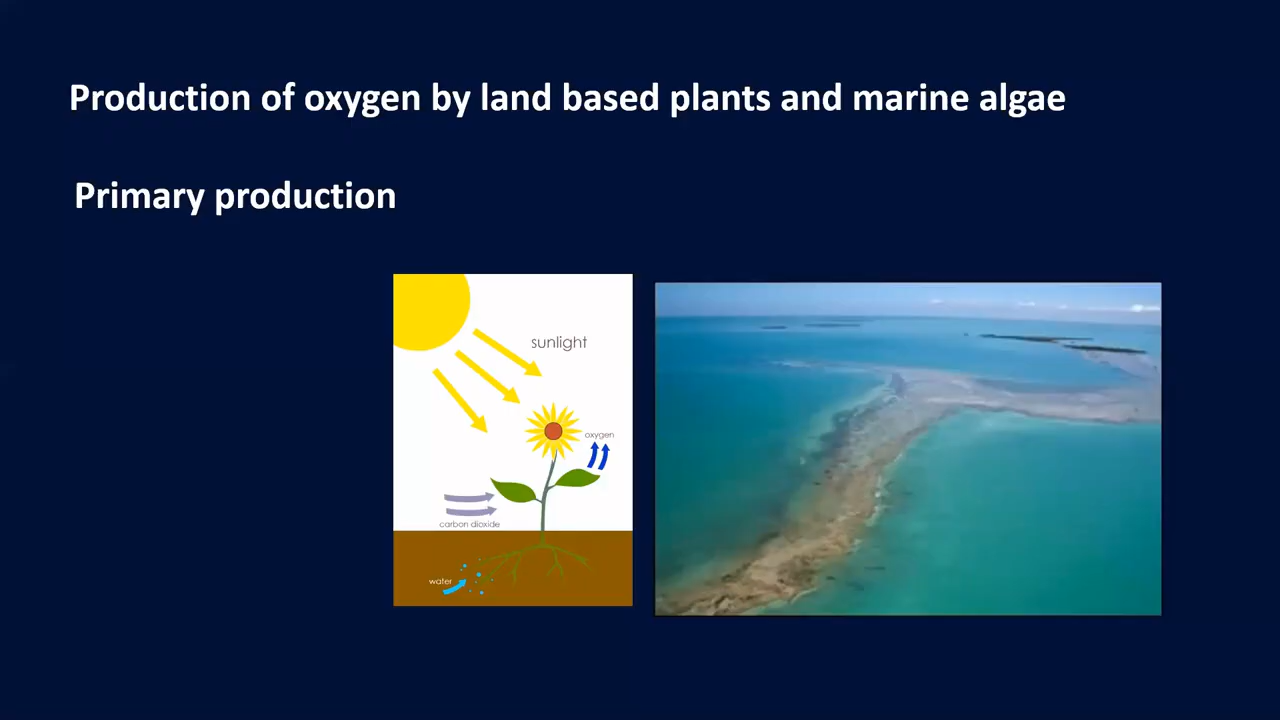 Production of oxygen by land based plants and marine algae
Primary production
sunlight
oxygen
carbon dioxide
water